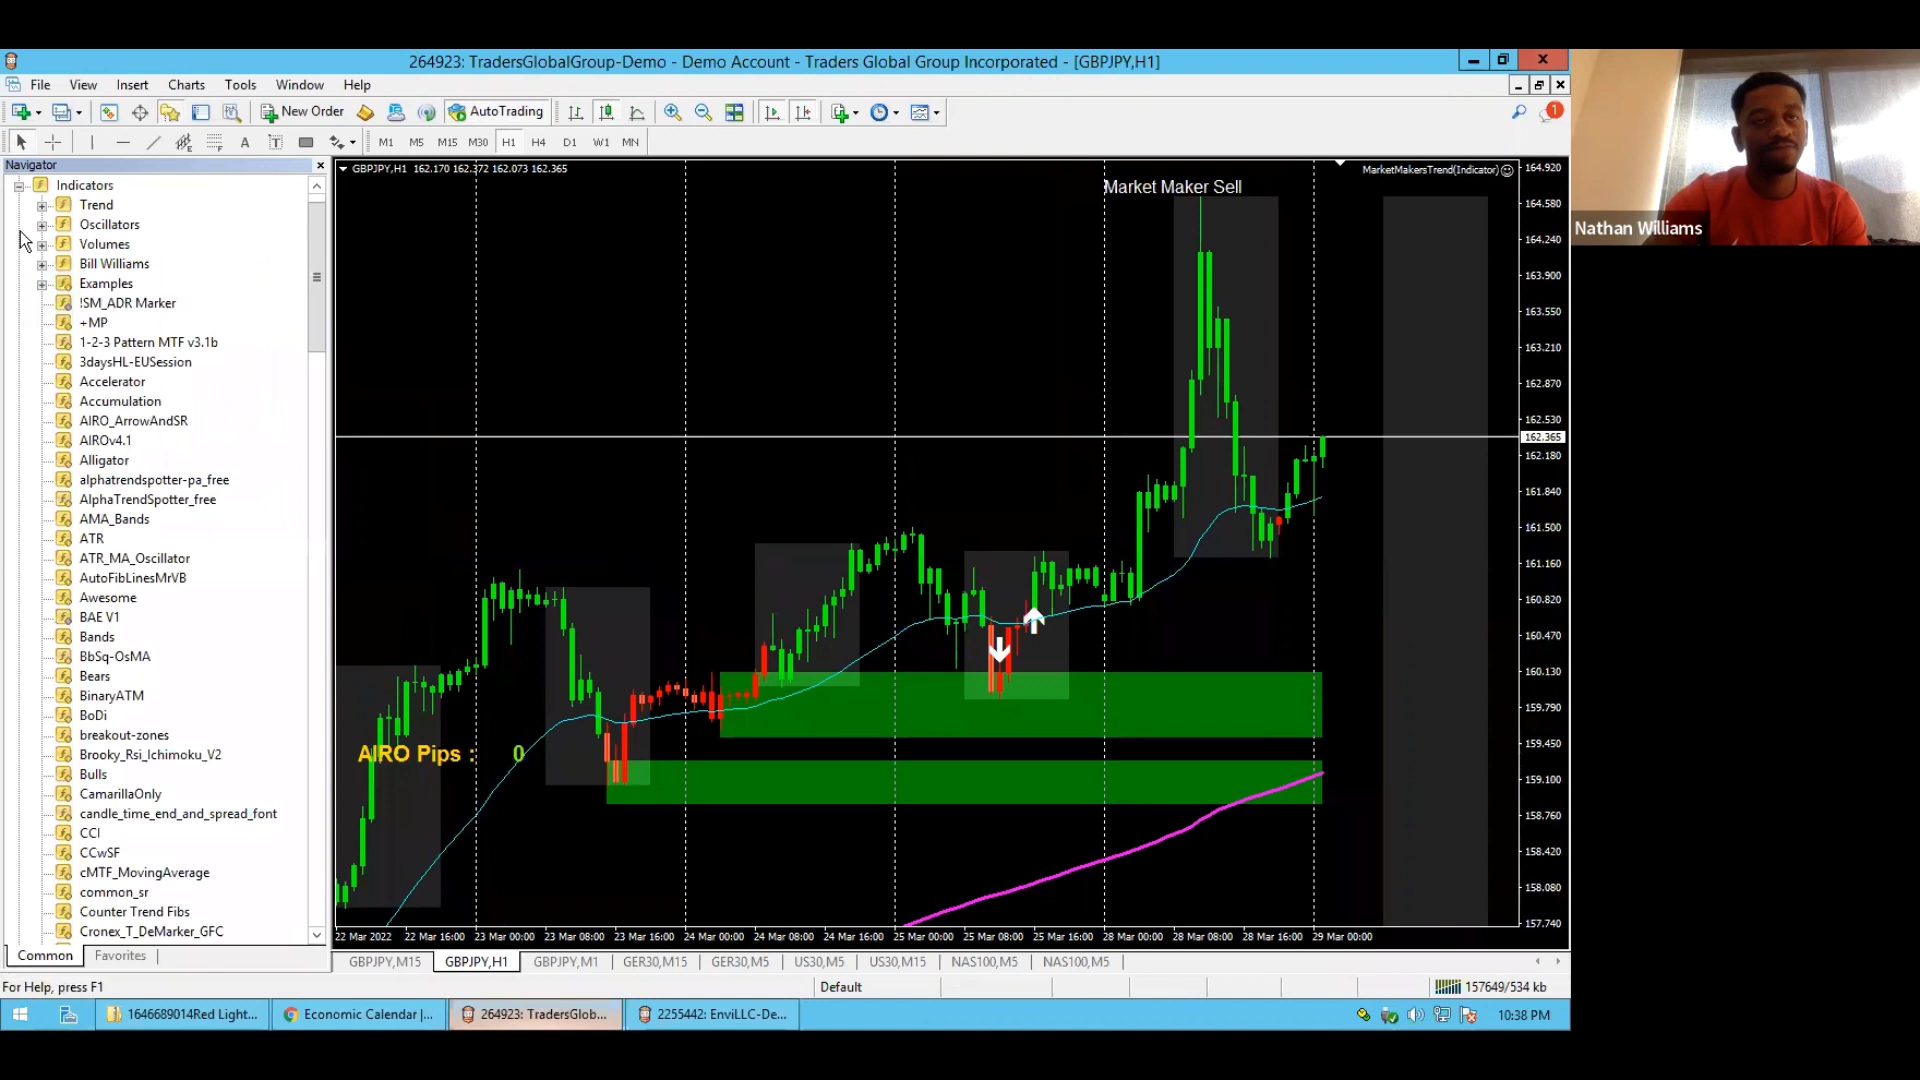 264923: TradersGlobalGroup-Demo - Demo Account - Traders Global Group Incorporated - [GBPJPY,H1]
File View Insert Charts Tools Window Help
New Order AutoTrading 1
A T M1 M5 M15 M30 H1 H4 D1 W1 MN
Navigator
Indicators
Trend
Oscillators
Volumes
Bill Williams
Examples
!SM_ADR Marker
+MP
1-2-3 Pattern MTF v3.1b
3daysHL-EUSession
Accelerator
Accumulation
AIRO_ArrowAndSR
AIROv4.1
Alligator
alphatrendspotter-pa_free
AlphaTrendSpotter_free
AMA_Bands
ATR
ATR_MA_Oscillator
AutoFibLinesMrVB
Awesome
BAE V1
Bands
BbSq-OsMA
Bears
BinaryATM
BoDi
breakout-zones
Brooky_Rsi_Ichimoku_V2
Bulls
CamarillaOnly
candle_time_end_and_spread_font
CCI
CCwSF
cMTF_MovingAverage
common_sr
Counter Trend Fibs
Cronex_T_DeMarker_GFC
Common Favorites
GBPJPY,H1 162.170 162.372 162.073 162.365
MarketMakersTrend(Indicator)
Market Maker Sell
AIRO Pips : 0
164.920
164.580
164.240
163.900
163.550
163.210
162.870
162.530
162.365
162.180
161.840
161.500
161.160
160.820
160.470
160.130
159.790
159.450
159.100
158.760
158.420
158.080
157.740
22 Mar 2022 22 Mar 16:00 23 Mar 00:00 23 Mar 08:00 23 Mar 16:00 24 Mar 00:00 24 Mar 08:00 24 Mar 16:00 25 Mar 00:00 25 Mar 08:00 25 Mar 16:00 28 Mar 00:00 28 Mar 08:00 28 Mar 16:00 29 Mar 00:00
GBPJPY,M15 GBPJPY,H1 GBPJPY,M1 GER30,M15 GER30,M5 US30,M5 US30,M15 NAS100,M5 NAS100,M5
For Help, press F1 Default 157649/534 kb
1646689014Red Light... Economic Calendar |... 264923: TradersGlob... 2255442: EnviLLC-De... 10:38 PM
Nathan Williams